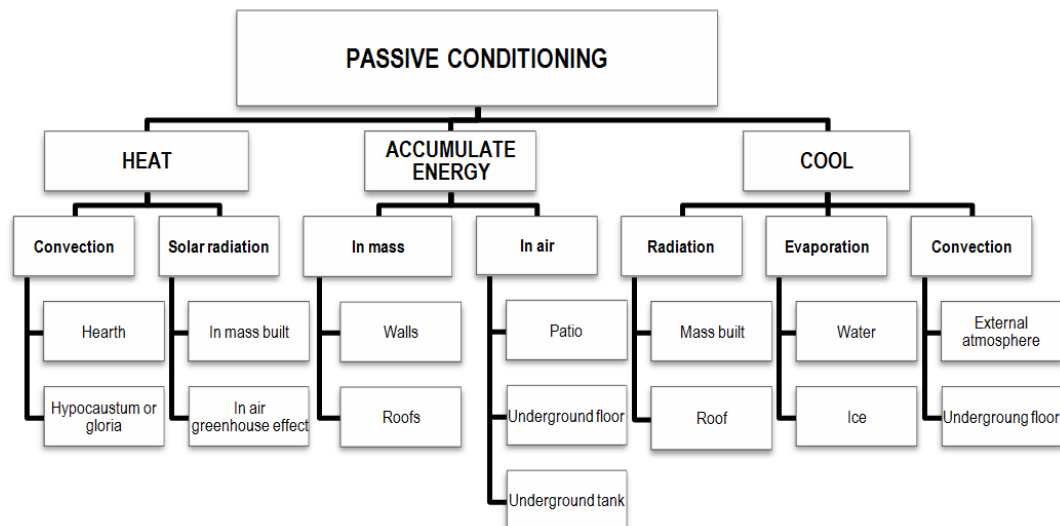 PASSIVE CONDITIONING
HEAT
ACCUMULATE
ENERGY
COOL
Convection
Solar radiation
In mass
In air
Radiation
Evaporation
Convection
Hearth
In mass built
Walls
Patio
Mass built
Water
External
atmosphere
Hypocaustum or
gloria
In air
greenhouse effect
Roofs
Underground floor
Roof
Ice
Undergroung floor
Underground tank